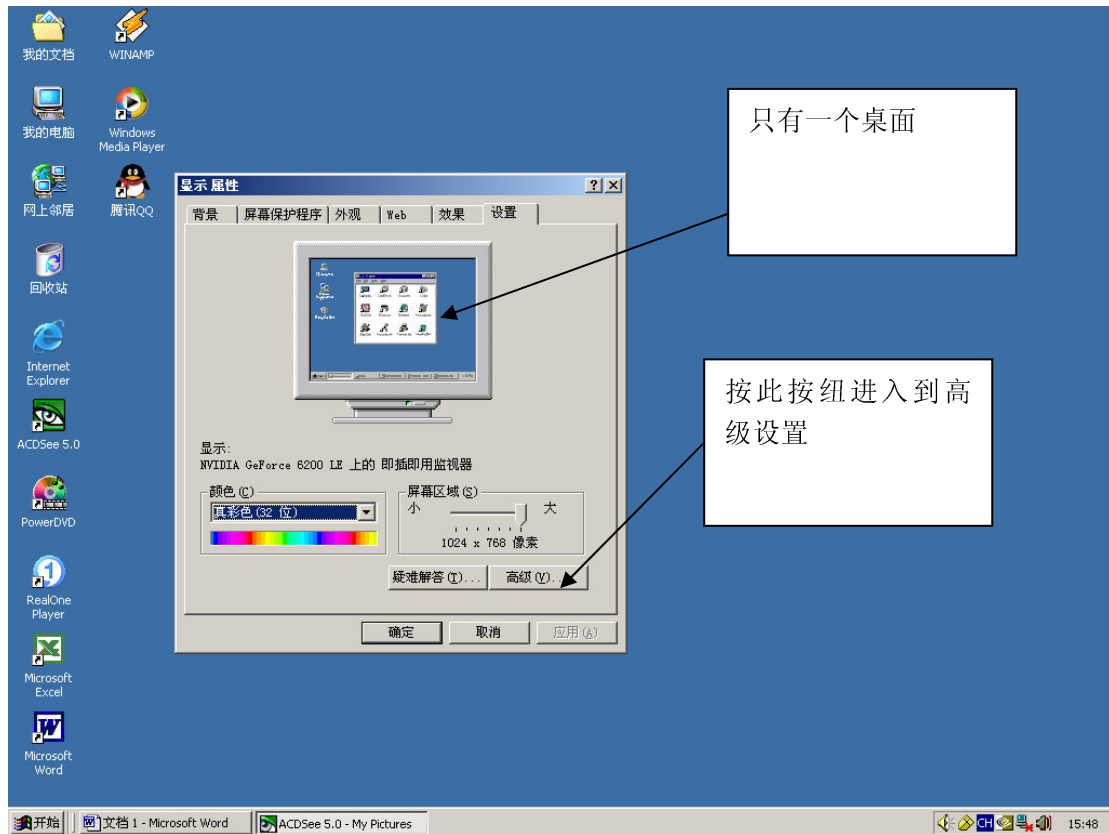 我的文档
WINAMP
我的电脑
Windows
Media Player
网上邻居
腾讯QQ
回收站
Internet
Explorer
ACDSee 5.0
PowerDVD
RealOne
Player
Microsoft
Excel
Microsoft
Word
显示 属性
背景 屏幕保护程序 外观 Web 效果 设置
显示:
NVIDIA GeForce 6200 LE 上的 即插即用监视器
颜色(C)
真彩色(32 位)
屏幕区域(S)
小 大
1024 x 768 像素
疑难解答(T)... 高级(V)...
确定 取消 应用(A)
只有一个桌面
按此按纽进入到高
级设置
开始 文档 1 - Microsoft Word ACDSee 5.0 - My Pictures CH 15:48